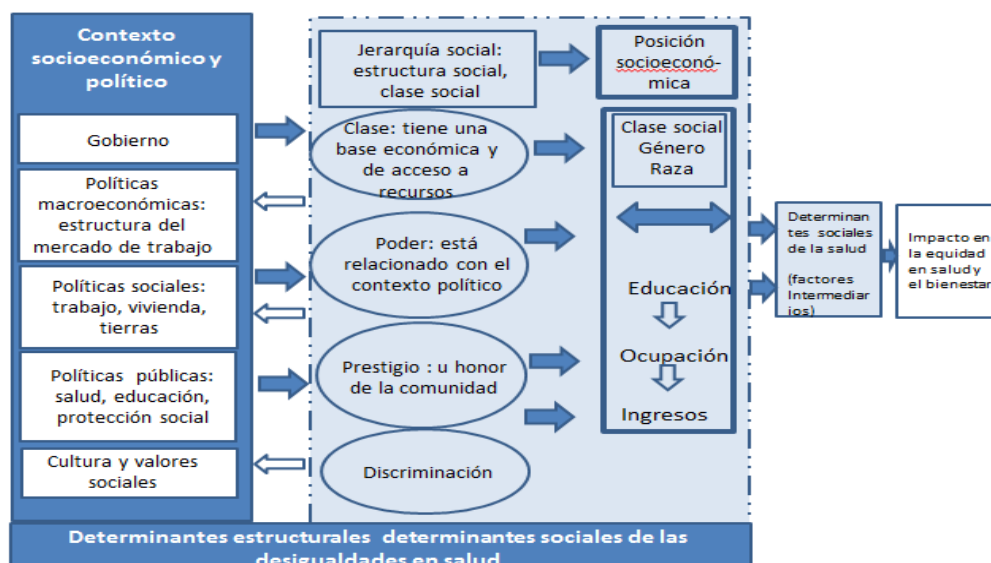 Contexto
socioeconómico y
político
Gobierno
Políticas
macroeconómicas:
estructura del
mercado de trabajo
Políticas sociales:
trabajo, vivienda,
tierras
Políticas públicas:
salud, educación,
protección social
Cultura y valores
sociales
Jerarquía social:
estructura social,
clase social
Clase: tiene una
base económica y
de acceso a
recursos
Poder: está
relacionado con el
contexto político
Prestigio : u honor
de la comunidad
Discriminación
Posición
socioeconó-
mica
Clase social
Género
Raza
Educación
Ocupación
Ingresos
Determinan
tes sociales
de la salud
(factores
Intermediar
ios)
Impacto en
la equidad
en salud y
el bienestar
Determinantes estructurales determinantes sociales de las
desigualdades en salud